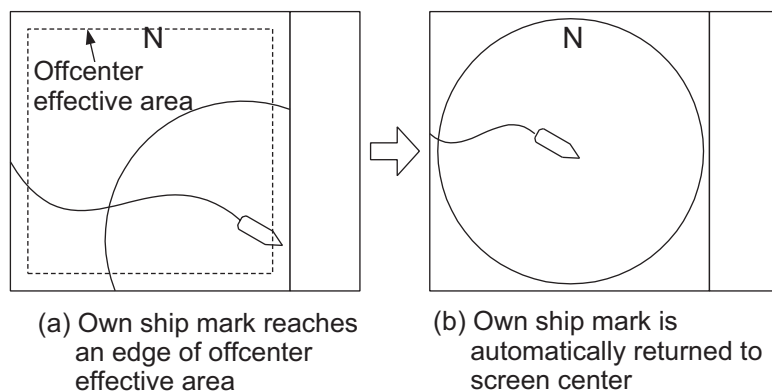 N
Offcenter
effective area
N
(a) Own ship mark reaches
an edge of offcenter
effective area
(b) Own ship mark is
automatically returned to
screen center